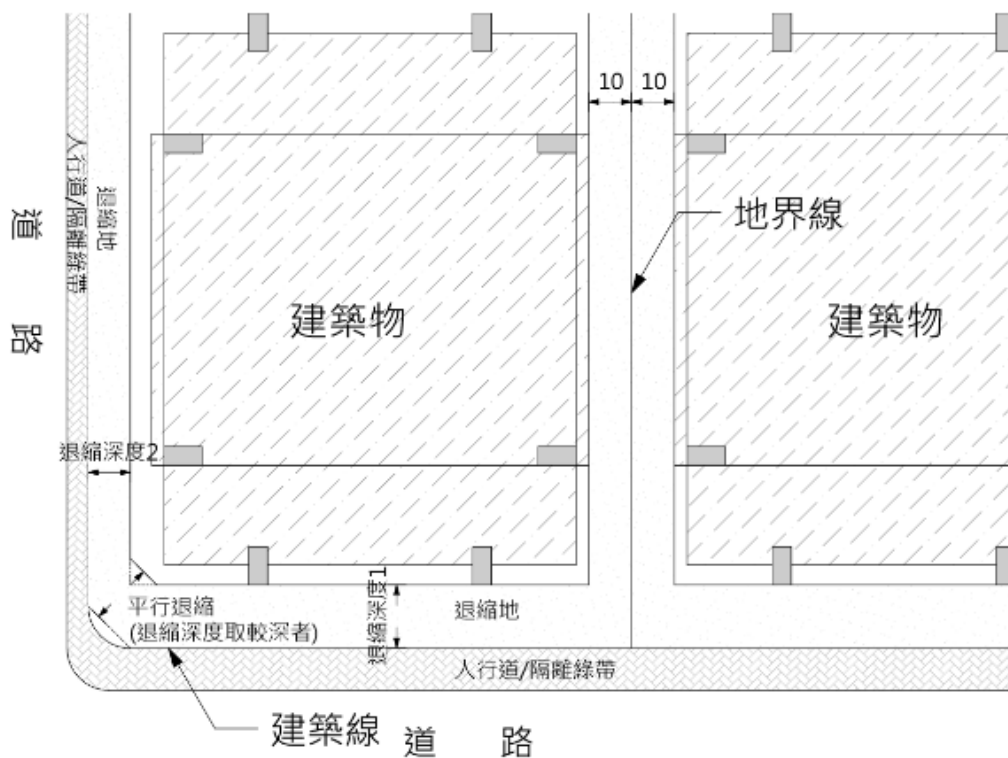 10
10
人行道/隔離綠帶
退縮地
道
路
地界線
建築物
建築物
退縮深度2
退縮深度1
平行退縮
(退縮深度取較深者)
退縮地
人行道/隔離綠帶
建築線
道 路